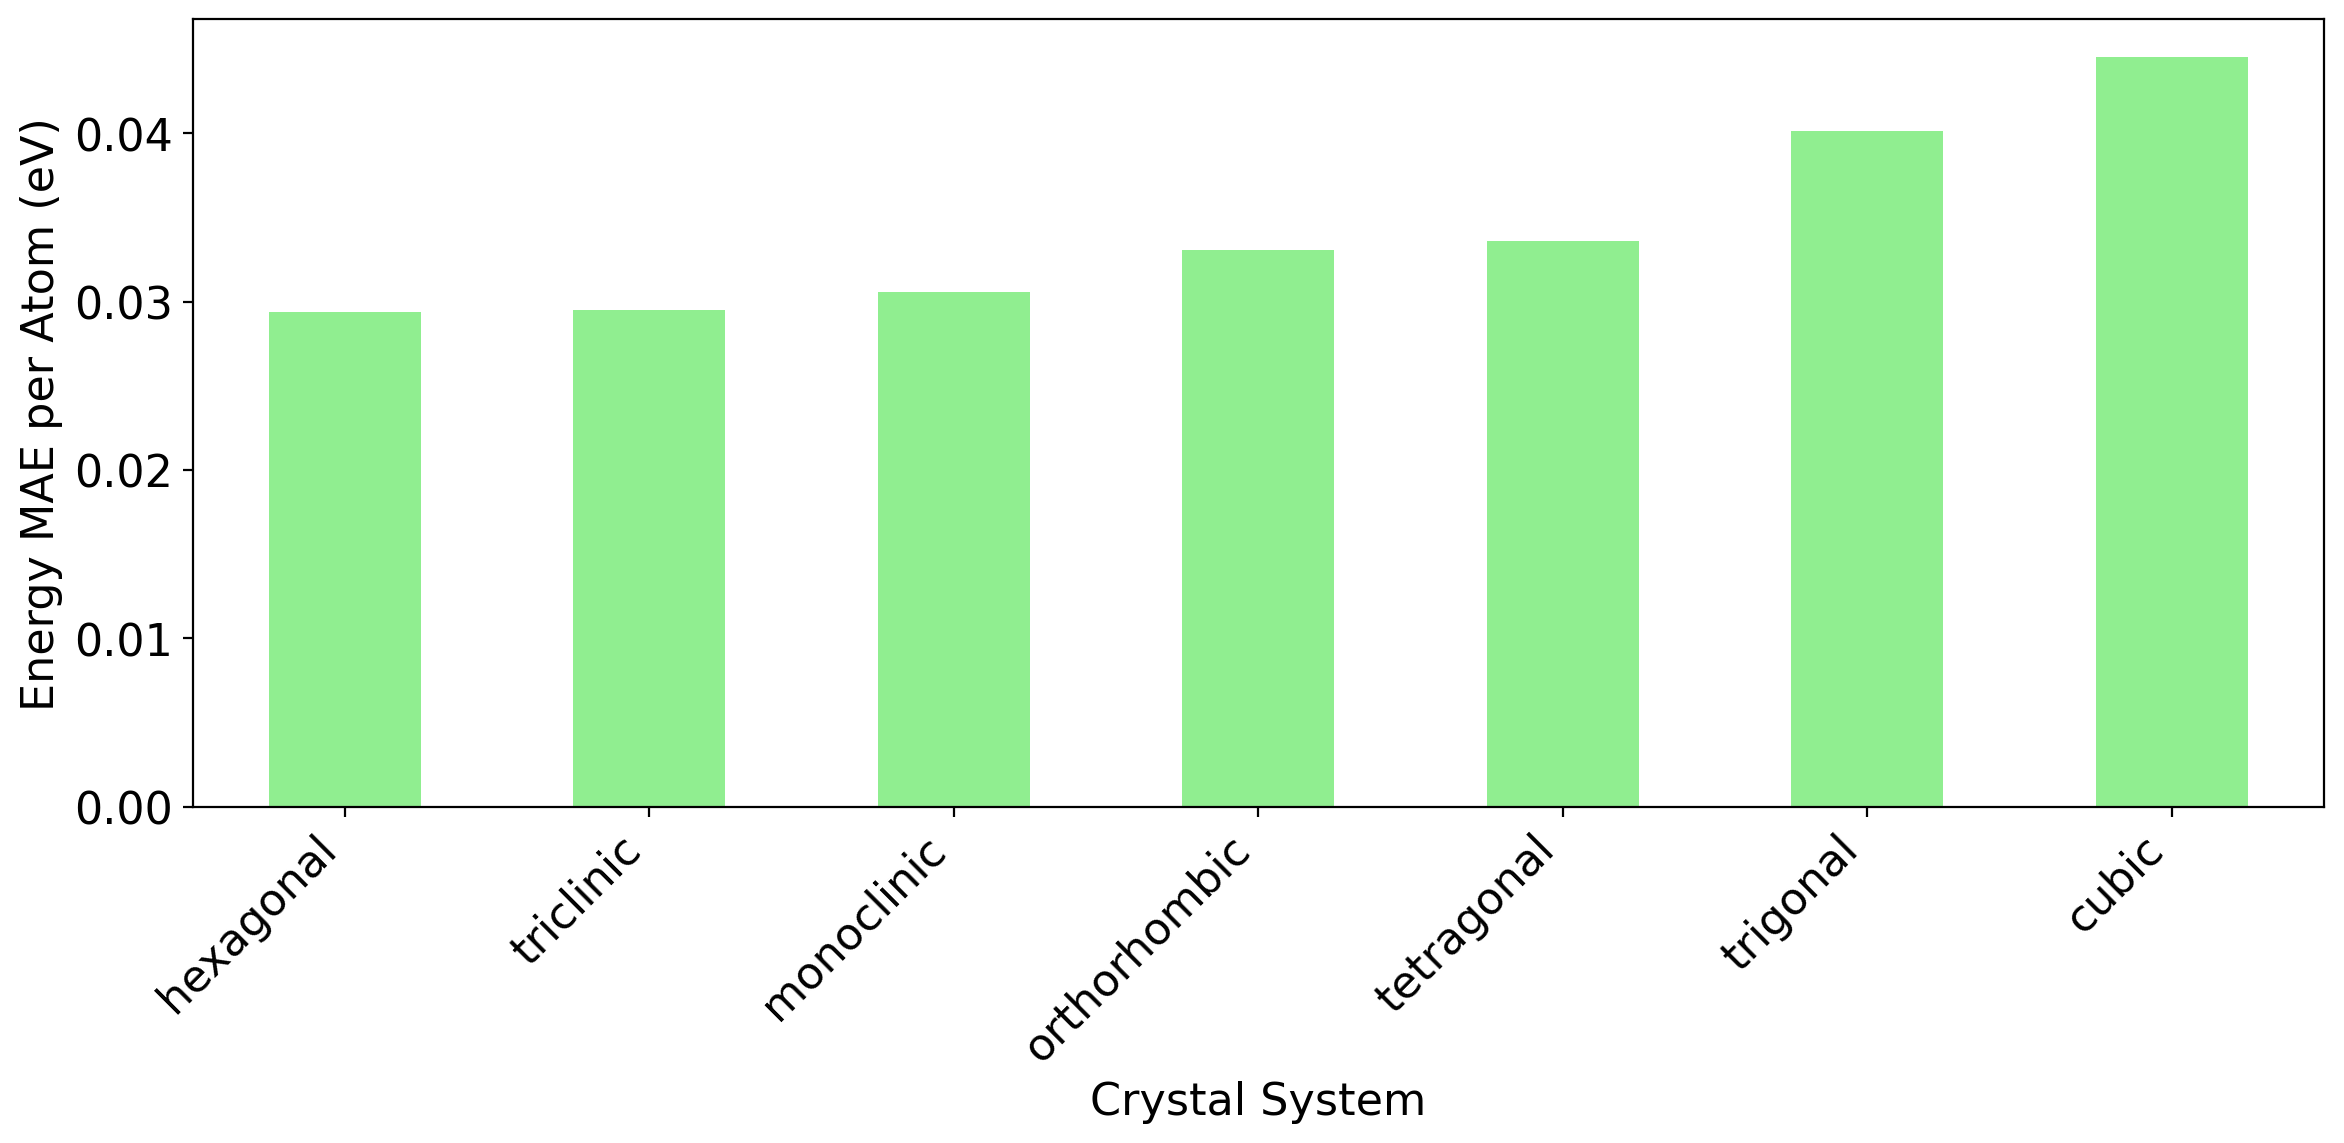 Energy MAE per Atom (eV)
0.04
0.03
0.02
0.01
0.00
hexagonal
triclinic
monoclinic
orthorhombic
tetragonal
trigonal
cubic
Crystal System